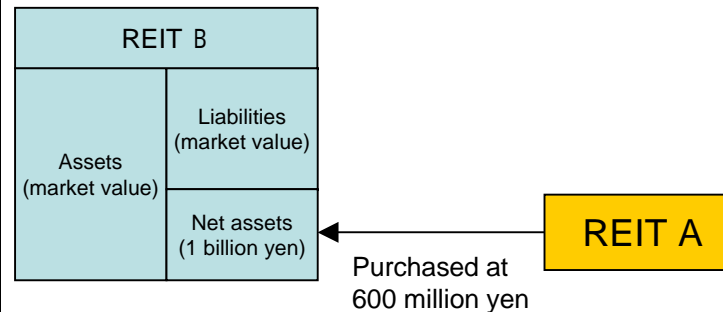 REIT B
Assets
(market value)
Liabilities
(market value)
Net assets
(1 billion yen)
Purchased at
600 million yen
REIT A